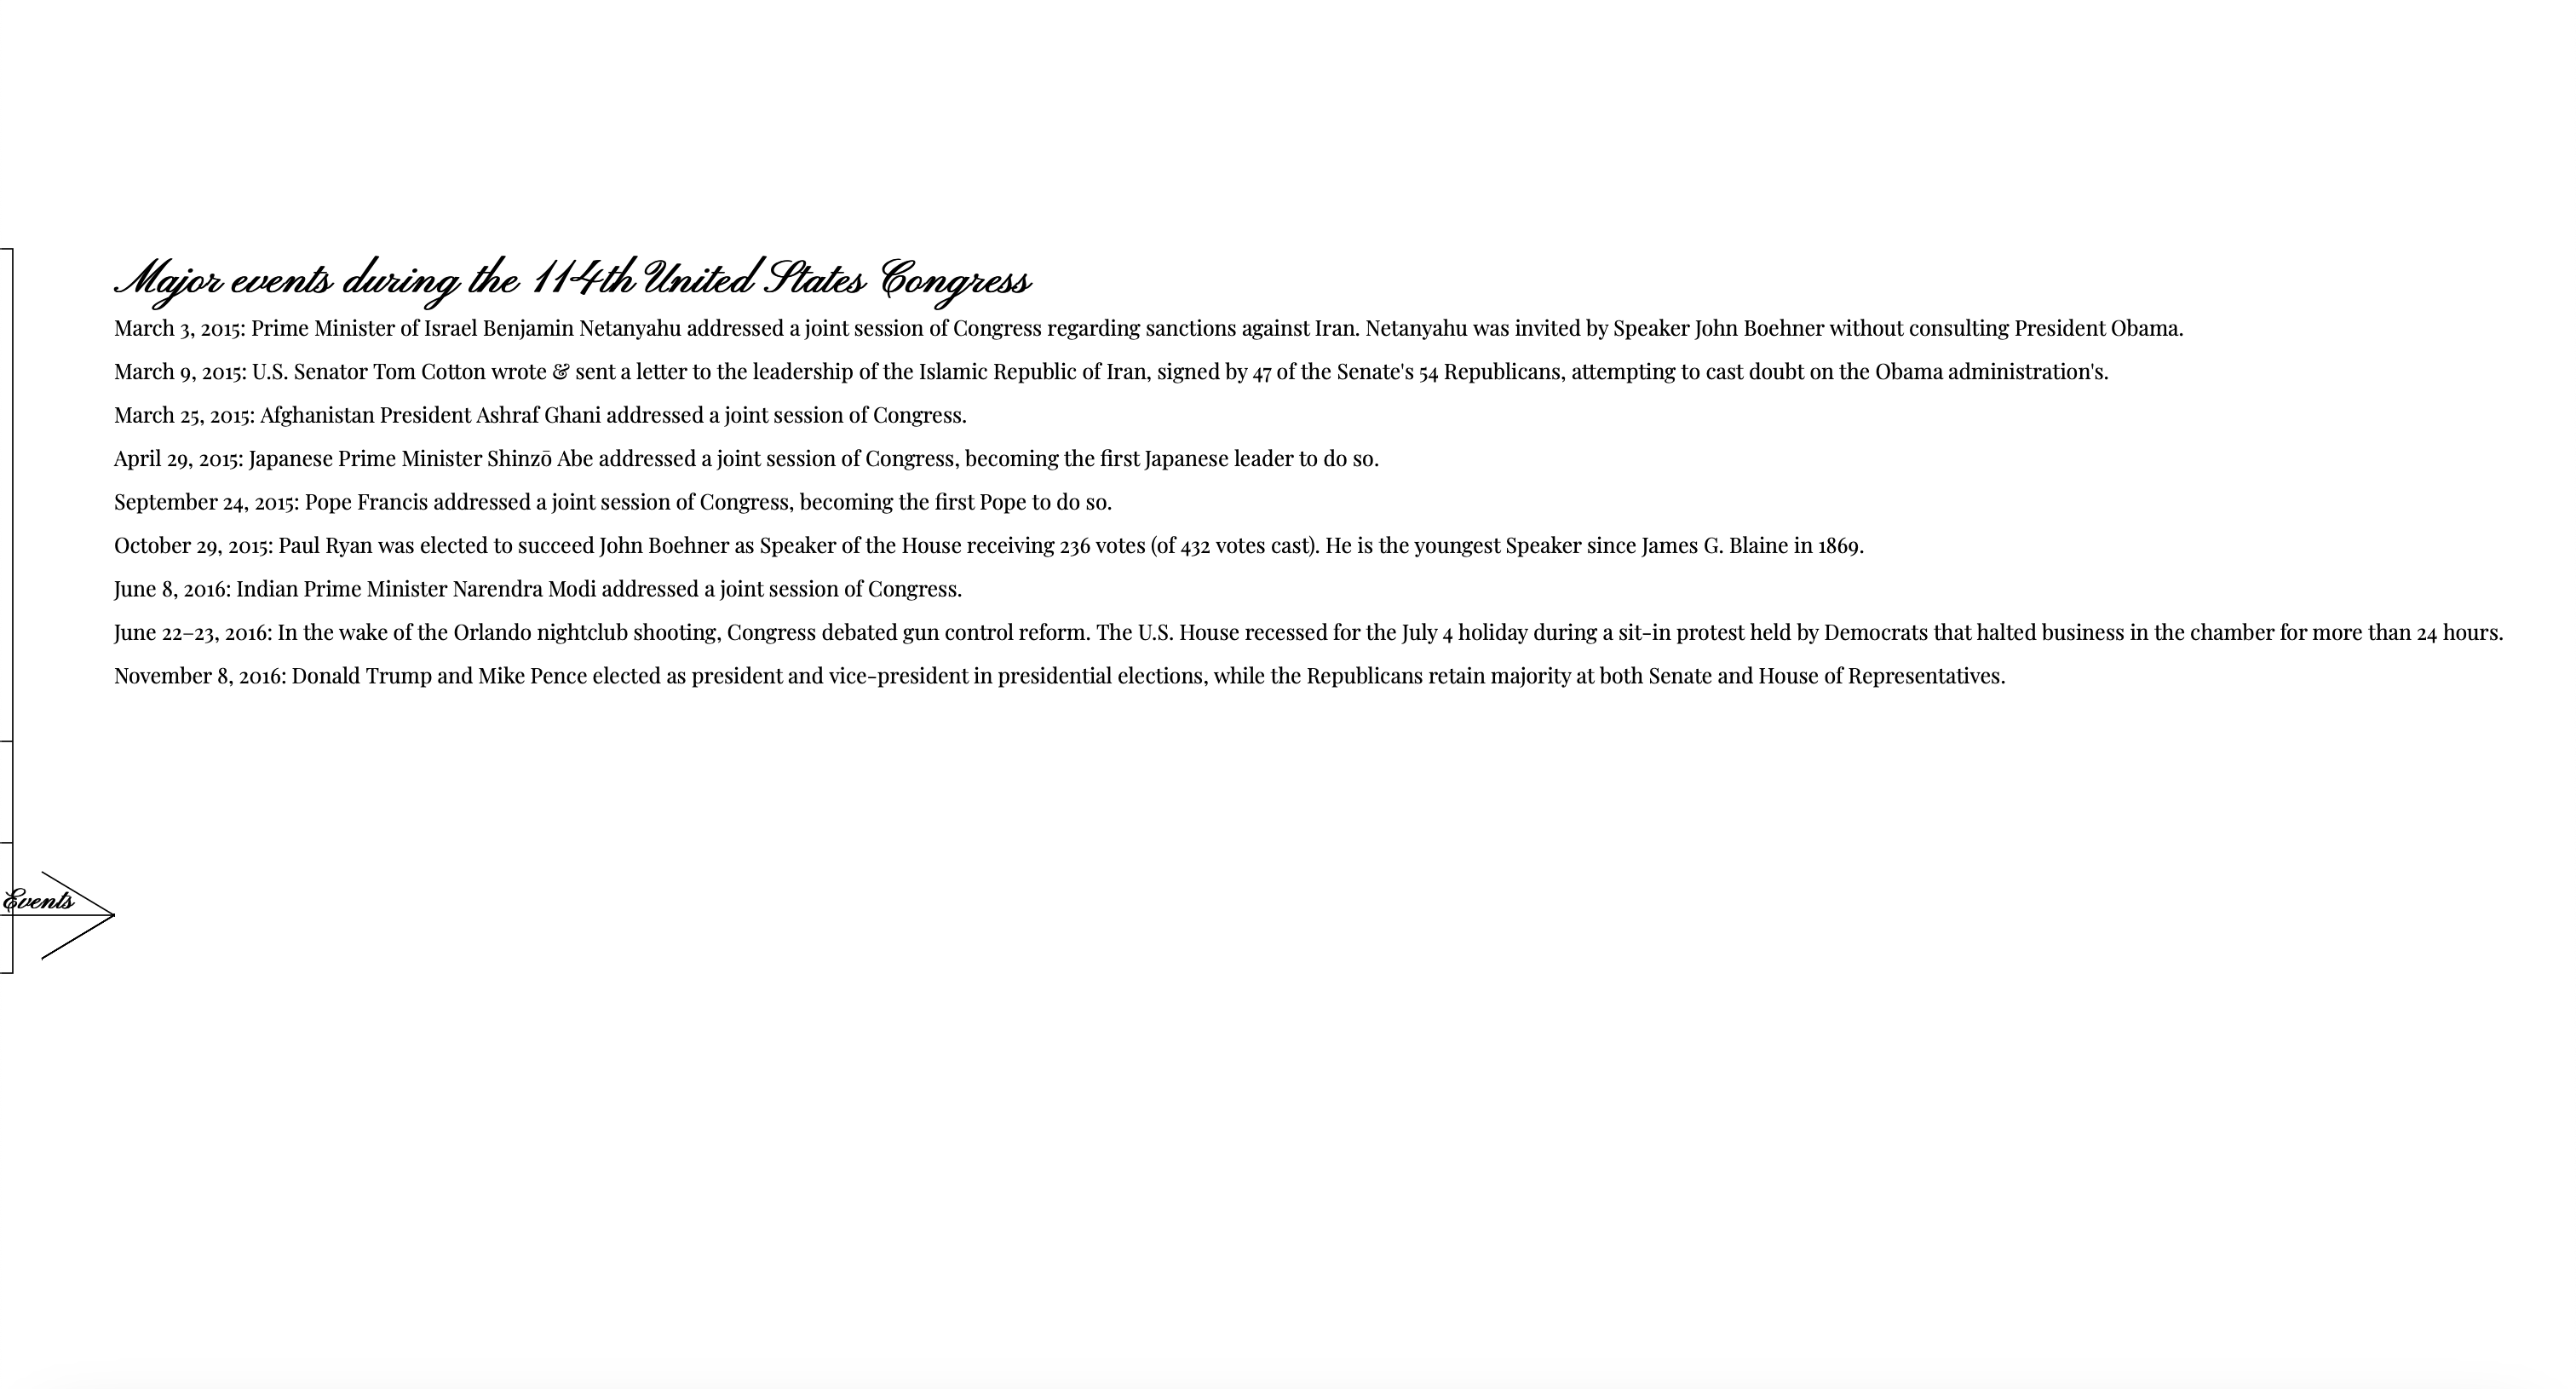 Major events during the 114th United States Congress
March 3, 2015: Prime Minister of Israel Benjamin Netanyahu addressed a joint session of Congress regarding sanctions against Iran. Netanyahu was invited by Speaker John Boehner without consulting President Obama.
March 9, 2015: U.S. Senator Tom Cotton wrote & sent a letter to the leadership of the Islamic Republic of Iran, signed by 47 of the Senate's 54 Republicans, attempting to cast doubt on the Obama administration's.
March 25, 2015: Afghanistan President Ashraf Ghani addressed a joint session of Congress.
April 29, 2015: Japanese Prime Minister Shinzō Abe addressed a joint session of Congress, becoming the first Japanese leader to do so.
September 24, 2015: Pope Francis addressed a joint session of Congress, becoming the first Pope to do so.
October 29, 2015: Paul Ryan was elected to succeed John Boehner as Speaker of the House receiving 236 votes (of 432 votes cast). He is the youngest Speaker since James G. Blaine in 1869.
June 8, 2016: Indian Prime Minister Narendra Modi addressed a joint session of Congress.
June 22–23, 2016: In the wake of the Orlando nightclub shooting, Congress debated gun control reform. The U.S. House recessed for the July 4 holiday during a sit-in protest held by Democrats that halted business in the chamber for more than 24 hours.
November 8, 2016: Donald Trump and Mike Pence elected as president and vice-president in presidential elections, while the Republicans retain majority at both Senate and House of Representatives.
Events